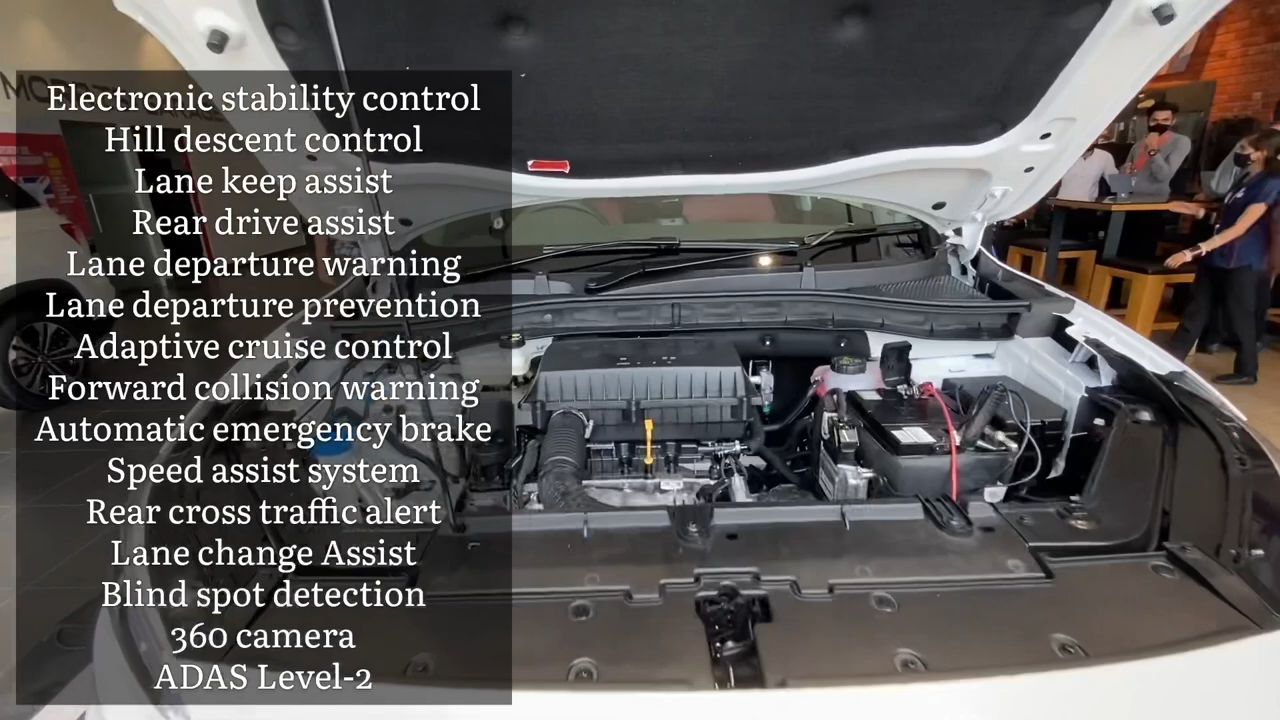 Electronic stability control
Hill descent control
Lane keep assist
Rear drive assist
Lane departure warning
Lane departure prevention
Adaptive cruise control
Forward collision warning
Automatic emergency brake
Speed assist system
Rear cross traffic alert
Lane change Assist
Blind spot detection
360 camera
ADAS Level-2